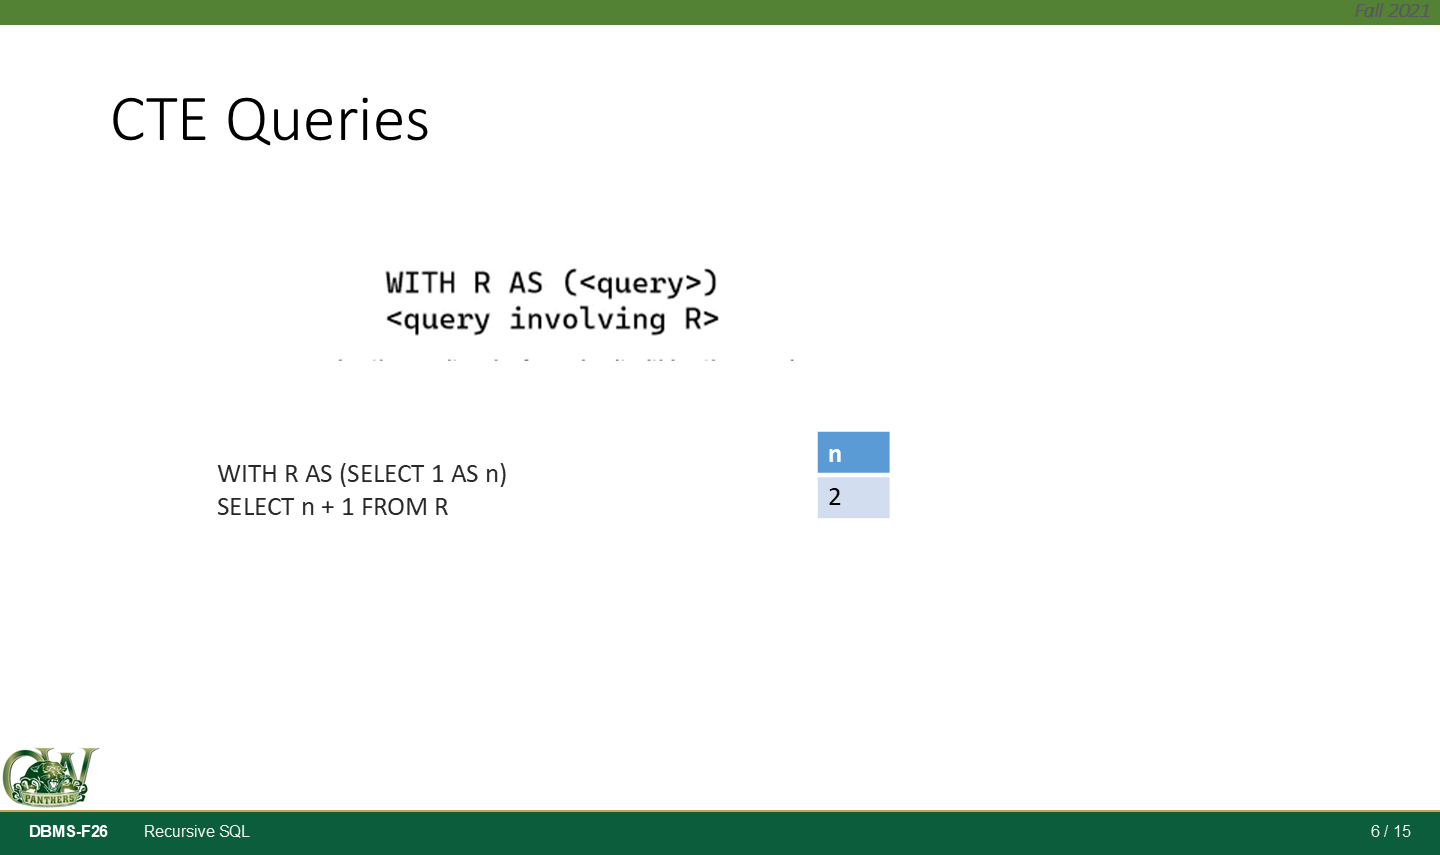 Fall 2021
CTE Queries
WITH R AS (<query>)
<query involving R>
WITH R AS (SELECT 1 AS n)
SELECT n + 1 FROM R
n
2
OW
PANTHERS
DBMS-F26 Recursive SQL 6 / 15